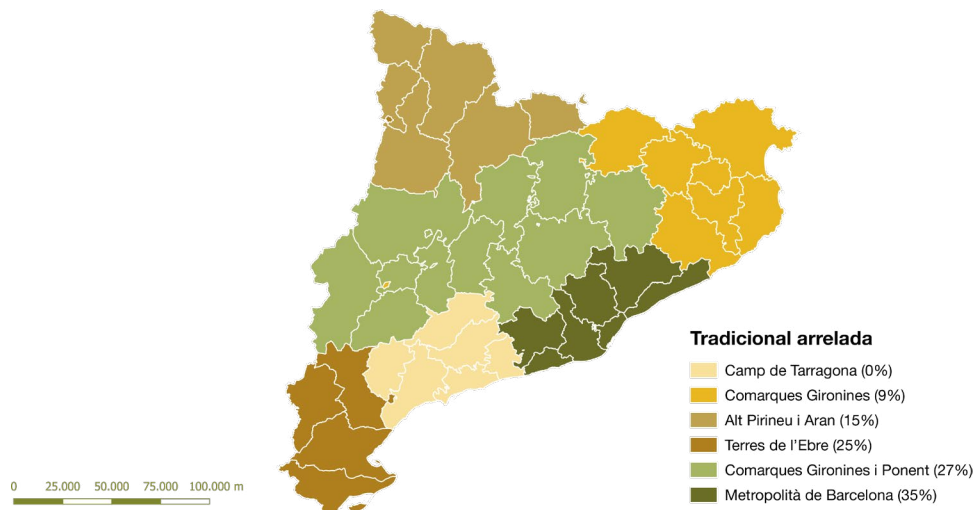 Tradicional arrelada
Camp de Tarragona (0%)
Comarques Gironines (9%)
Alt Pirineu i Aran (15%)
Terres de l'Ebre (25%)
Comarques Gironines i Ponent (27%)
Metropolità de Barcelona (35%)
0 25.000 50.000 75.000 100.000 m